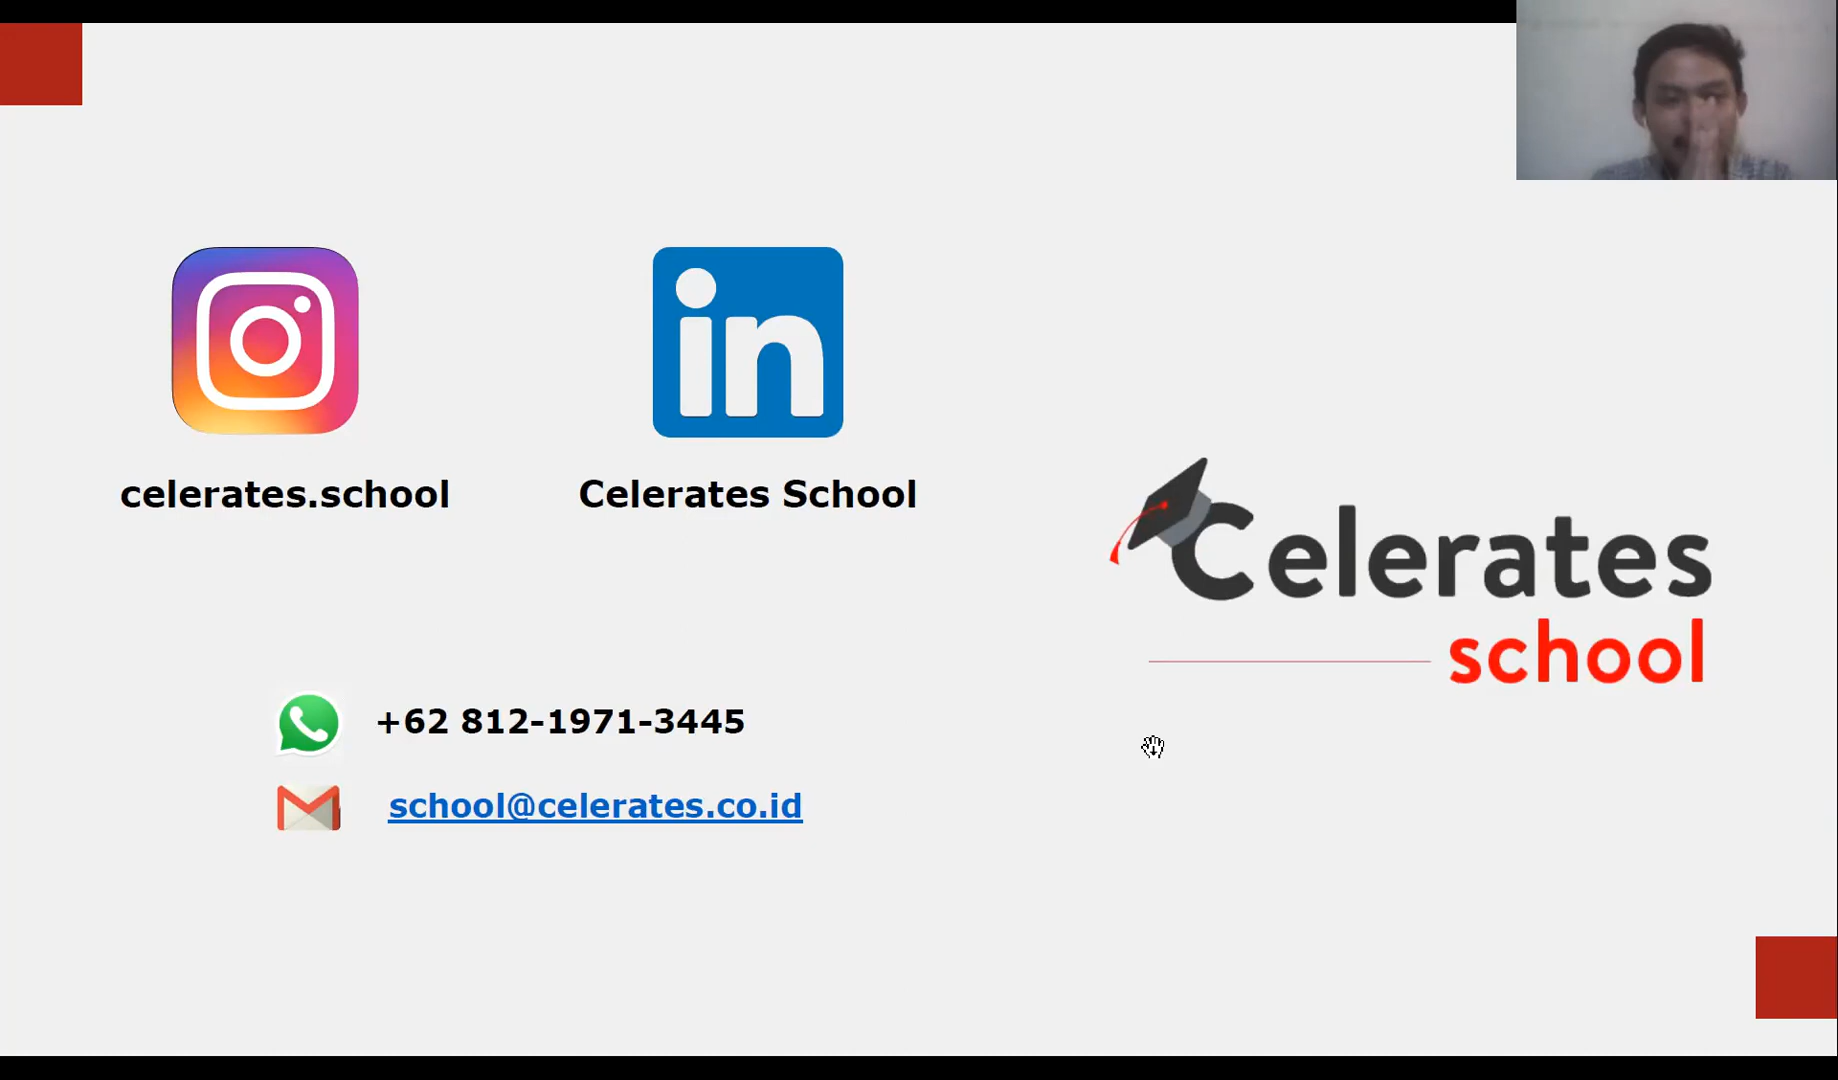 celerates.school
Celerates School
+62 812-1971-3445
school@celerates.co.id
Celerates
school